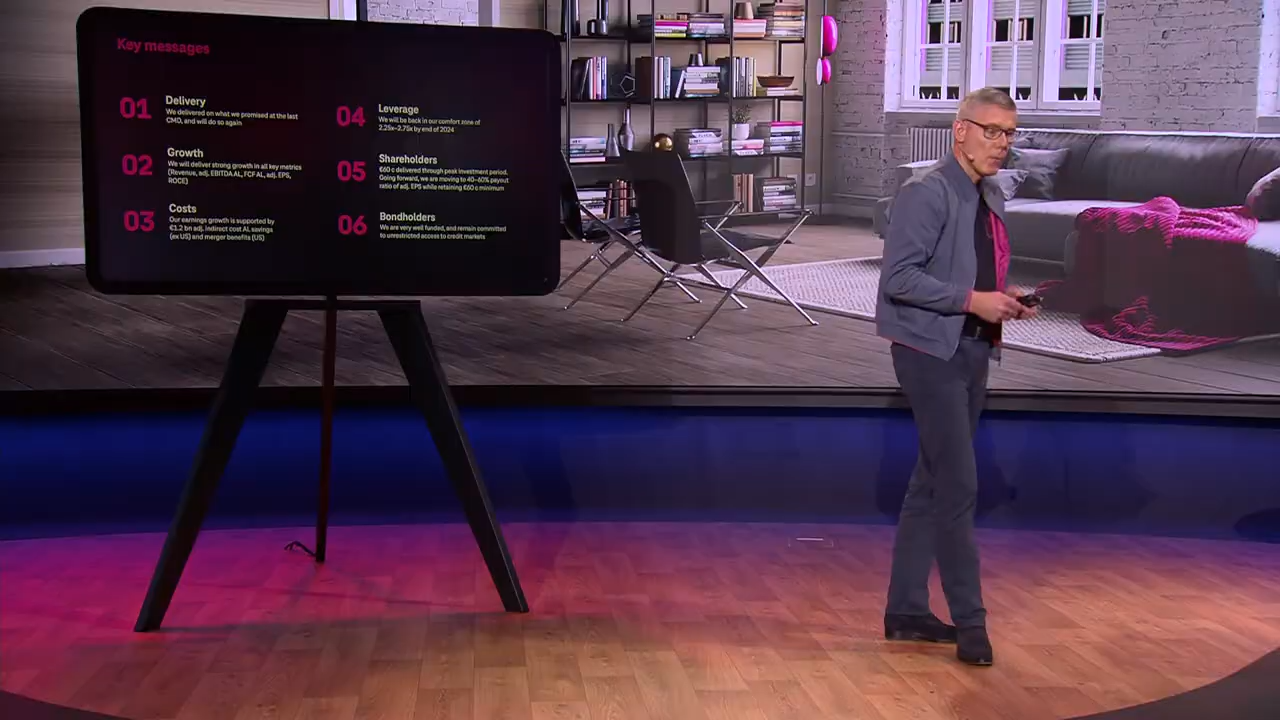 Key messages
01
Delivery
We delivered on what we promised at the last
CMD, and will do so again
02
Growth
We will deliver strong growth in all key metrics
(Revenue, adj. EBITDA AL, FCF AL, adj. EPS,
ROCE)
03
Costs
Our earnings growth is supported by
€1.2 bn adj. indirect cost AL savings
(ex US) and merger benefits (US)
04
Leverage
We will be back in our comfort zone of
2.25x–2.75x by end of 2024
05
Shareholders
€60 c delivered through peak investment period.
Going forward, we are moving to 40–60% payout
ratio of adj. EPS while retaining €60 c minimum
06
Bondholders
We are very well funded, and remain committed
to unrestricted access to credit markets